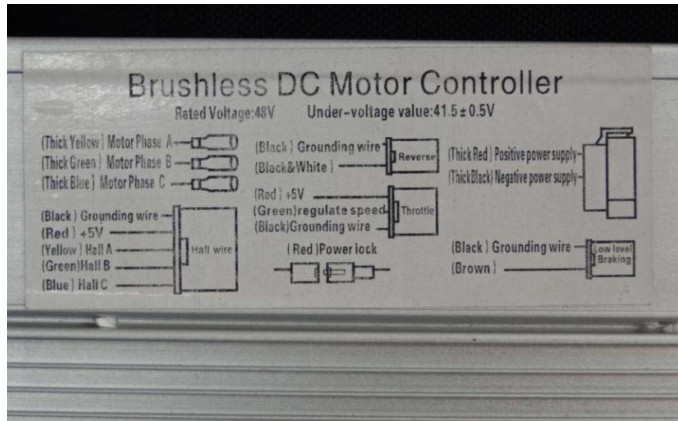 Brushless DC Motor Controller
Rated Voltage:48V Under-voltage value:41.5±0.5V
(Thick Yellow) Motor Phase A
(Thick Green) Motor Phase B
(Thick Blue) Motor Phase C
(Black) Grounding wire
(Red) +5V
(Yellow) Hall A
(Green)Hall B
(Blue) Hall C
Hall wire
(Black) Grounding wire
(Black&White)
Reverse
(Red) +5V
(Green)regulate speed
(Black)Grounding wire
Throttle
(Red)Power lock
(Thick Red) Positive power supply
(ThickBlack) Negative power supply
(Black) Grounding wire
(Brown)
Low level
Braking